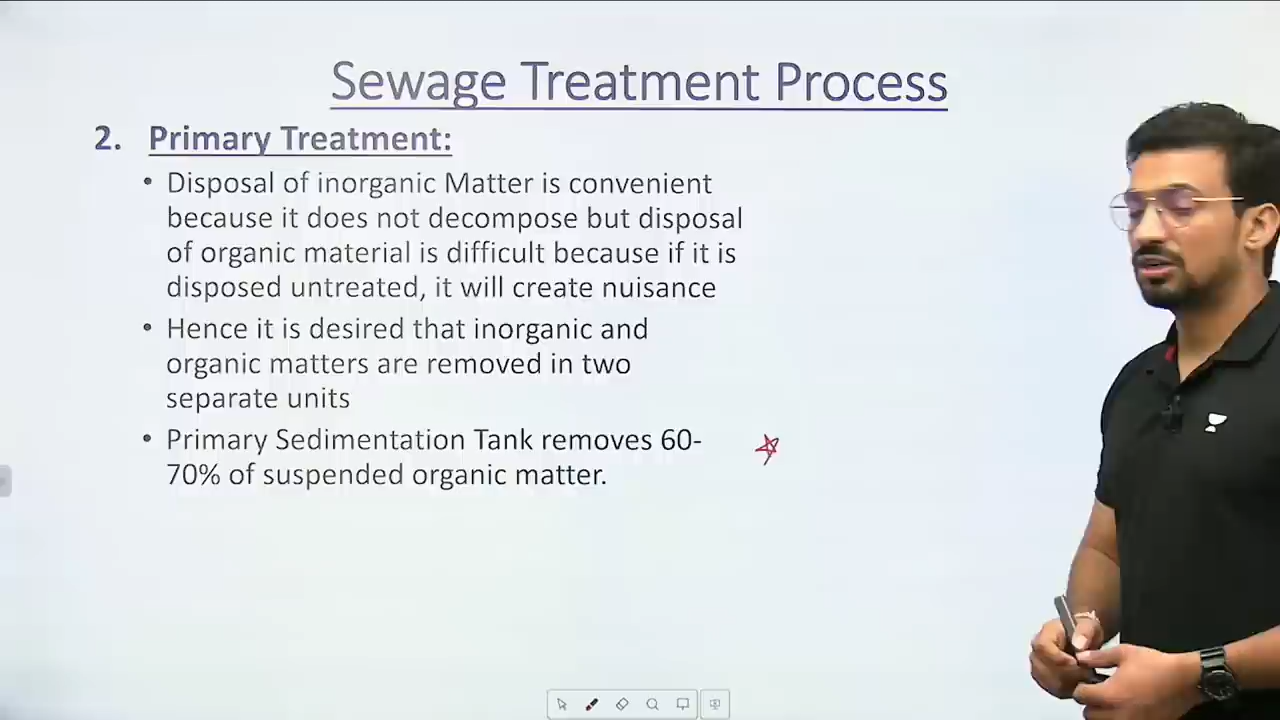 Sewage Treatment Process
2. Primary Treatment:
• Disposal of inorganic Matter is convenient
because it does not decompose but disposal
of organic material is difficult because if it is
disposed untreated, it will create nuisance
• Hence it is desired that inorganic and
organic matters are removed in two
separate units
• Primary Sedimentation Tank removes 60-
70% of suspended organic matter.